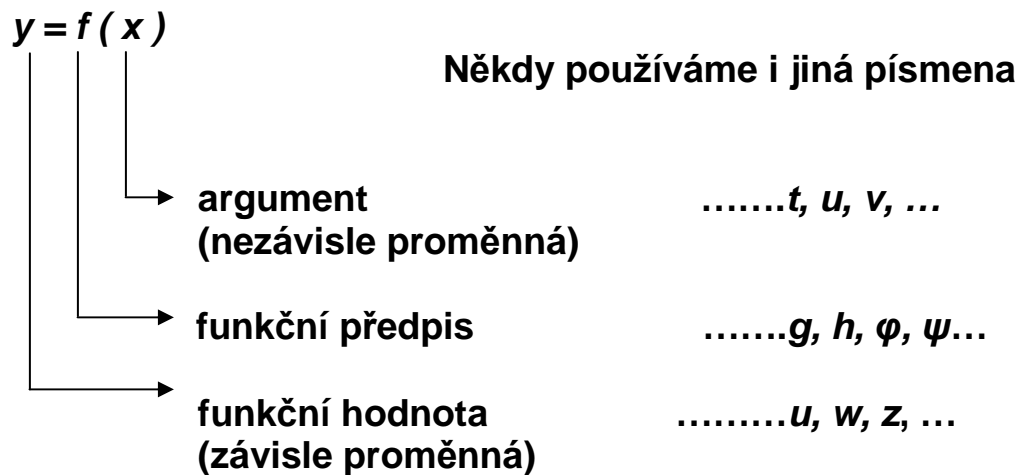 y = f ( x )
Někdy používáme i jiná písmena
argument …….t, u, v, …
(nezávisle proměnná)
funkční předpis …….g, h, φ, ψ…
funkční hodnota ………u, w, z, …
(závisle proměnná)